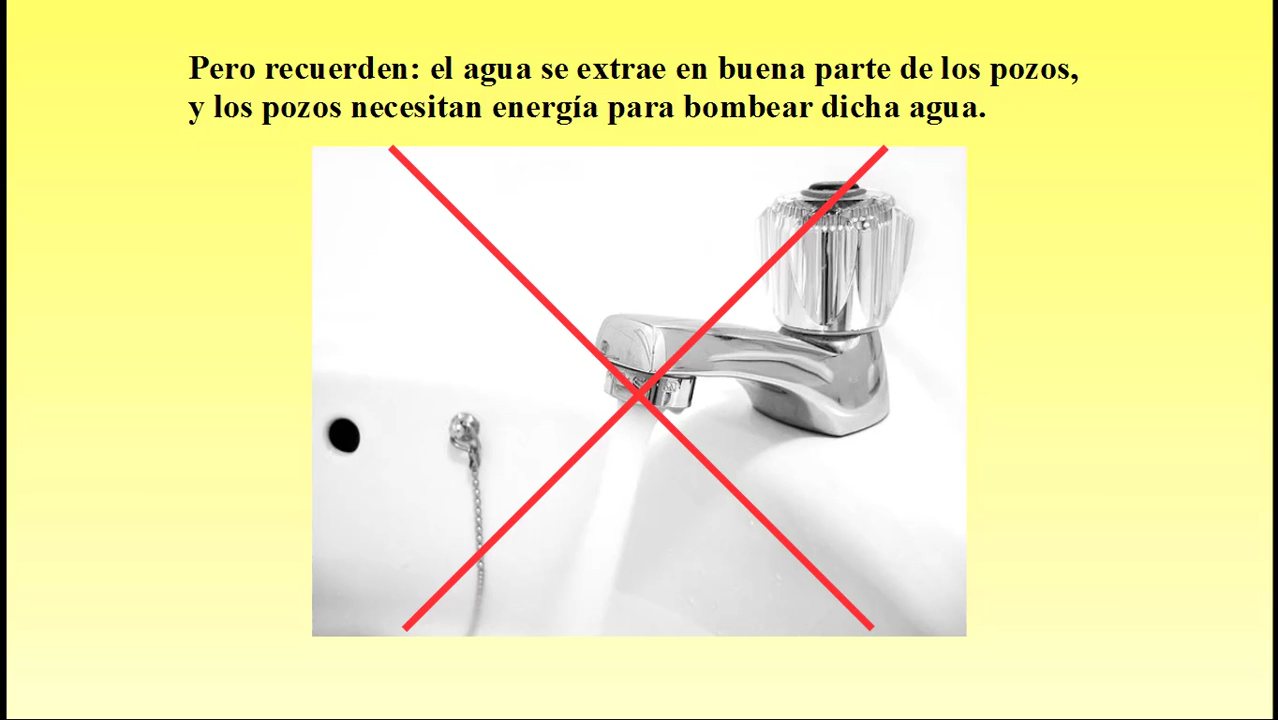 Pero recuerden: el agua se extrae en buena parte de los pozos,
y los pozos necesitan energía para bombear dicha agua.